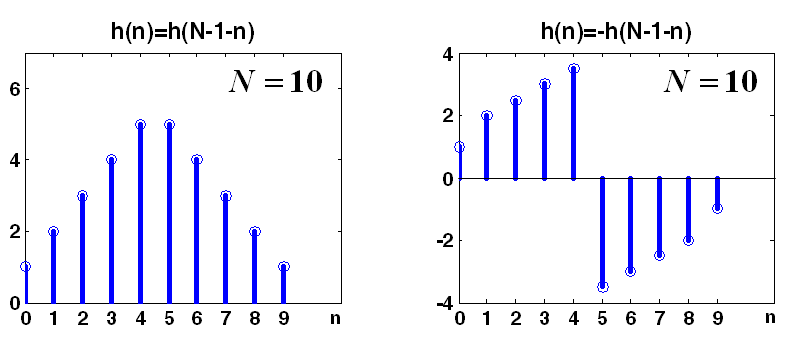 h(n)=h(N-1-n)
N = 10
6
4
2
0
0 1 2 3 4 5 6 7 8 9 n
h(n)=-h(N-1-n)
N = 10
4
2
0
-2
-4
0 1 2 3 4 5 6 7 8 9 n